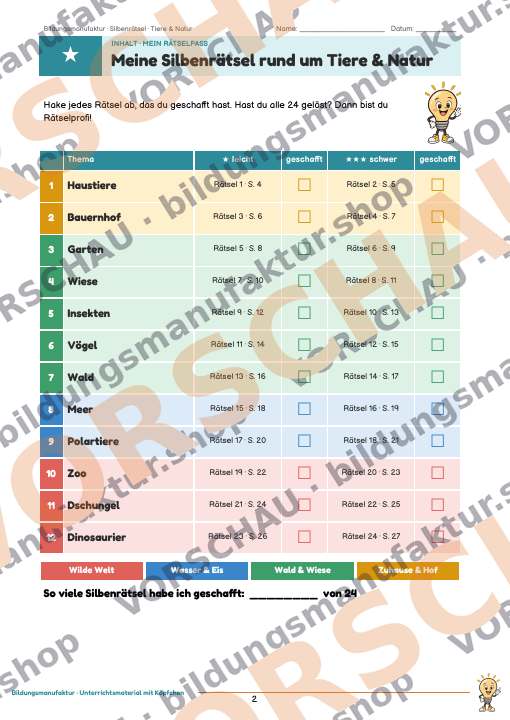 Bildungsmanufaktur · Silbenrätsel · Tiere & Natur Name: ____________________ Datum: __________
INHALT · MEIN RÄTSELPASS
Meine Silbenrätsel rund um Tiere & Natur
Hake jedes Rätsel ab, das du geschafft hast. Hast du alle 24 gelöst? Dann bist du
Rätselprofi!
Thema ★ leicht geschafft ★★★ schwer geschafft
1 Haustiere Rätsel 1 · S. 4 Rätsel 2 · S. 5
2 Bauernhof Rätsel 3 · S. 6 Rätsel 4 · S. 7
3 Garten Rätsel 5 · S. 8 Rätsel 6 · S. 9
4 Wiese Rätsel 7 · S. 10 Rätsel 8 · S. 11
5 Insekten Rätsel 9 · S. 12 Rätsel 10 · S. 13
6 Vögel Rätsel 11 · S. 14 Rätsel 12 · S. 15
7 Wald Rätsel 13 · S. 16 Rätsel 14 · S. 17
8 Meer Rätsel 15 · S. 18 Rätsel 16 · S. 19
9 Polartiere Rätsel 17 · S. 20 Rätsel 18 · S. 21
10 Zoo Rätsel 19 · S. 22 Rätsel 20 · S. 23
11 Dschungel Rätsel 21 · S. 24 Rätsel 22 · S. 25
12 Dinosaurier Rätsel 23 · S. 26 Rätsel 24 · S. 27
Wilde Welt Wasser & Eis Wald & Wiese Zuhause & Hof
So viele Silbenrätsel habe ich geschafft: __________ von 24
Bildungsmanufaktur · Unterrichtsmaterial mit Köpfchen
2
VORSCHAU · bildungsmanufaktur.shop
VORSCHAU